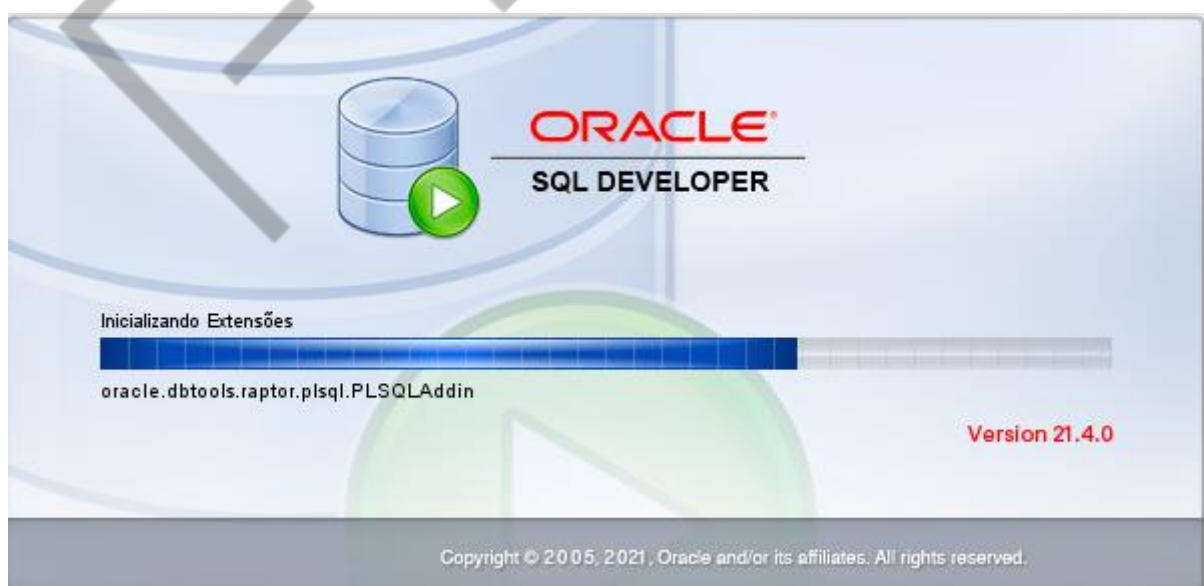 ORACLE®
SQL DEVELOPER
Inicializando Extensões
oracle.dbtools.raptor.plsql.PLSQLAddin
Version 21.4.0
Copyright © 2005, 2021, Oracle and/or its affiliates. All rights reserved.